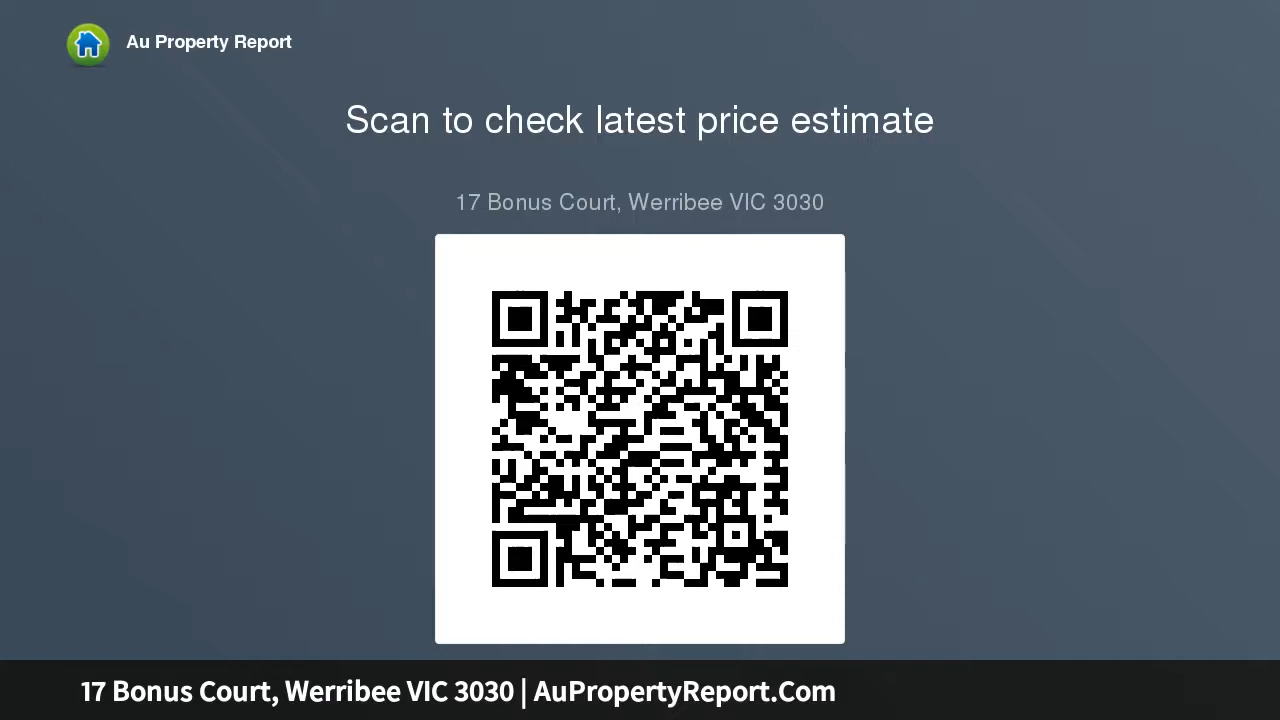 Au Property Report
Scan to check latest price estimate
17 Bonus Court, Werribee VIC 3030
17 Bonus Court, Werribee VIC 3030 | AuPropertyReport.Com